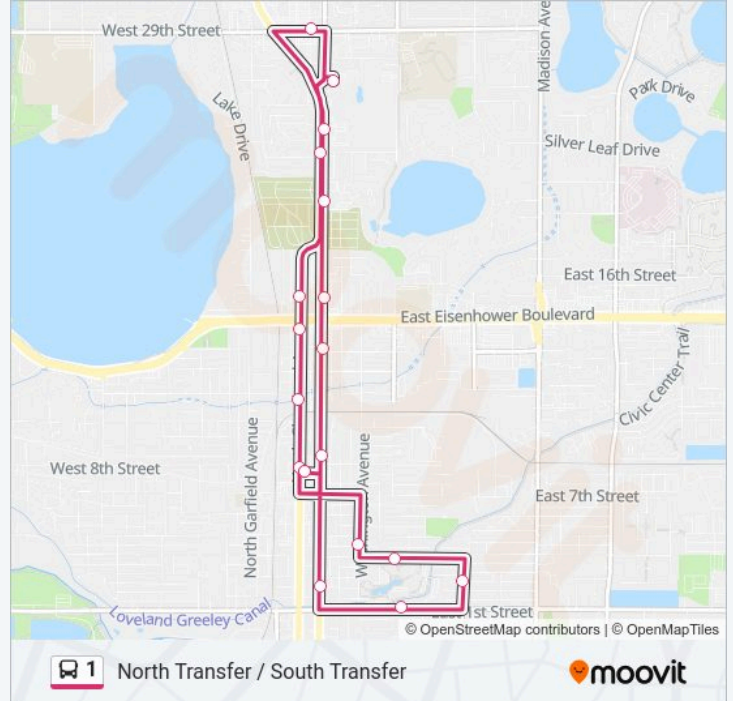 Madison Ave
West 29th Street
Park Drive
Lake Drive
Silver Leaf Drive
East 16th Street
East Eisenhower Boulevard
Civic Center Trail
North Garfield Avenue
Avenue
West 8th Street
East 7th Street
Loveland Greeley Canal
1st Street
© OpenStreetMap contributors | © OpenMapTiles
1 North Transfer / South Transfer
moovit